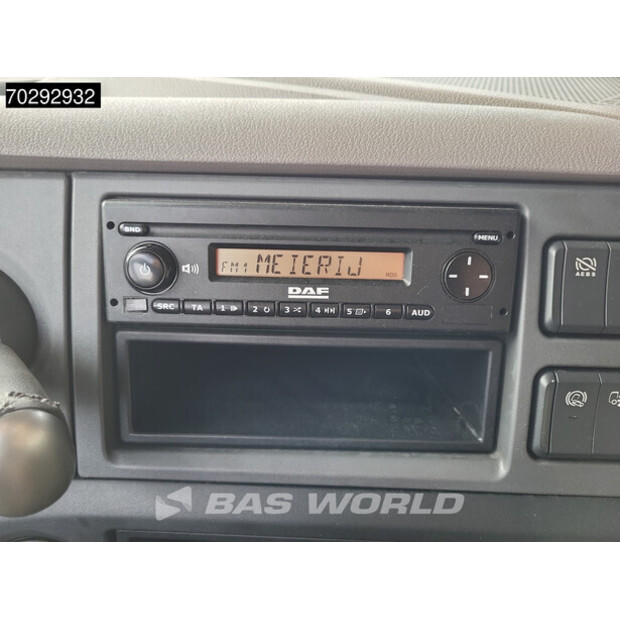 70292932
BND
MENU
FM1 MEIERIJ
DAF
SRC TA 1 2 3 4 5 6 AUD
AEBS
BAS WORLD